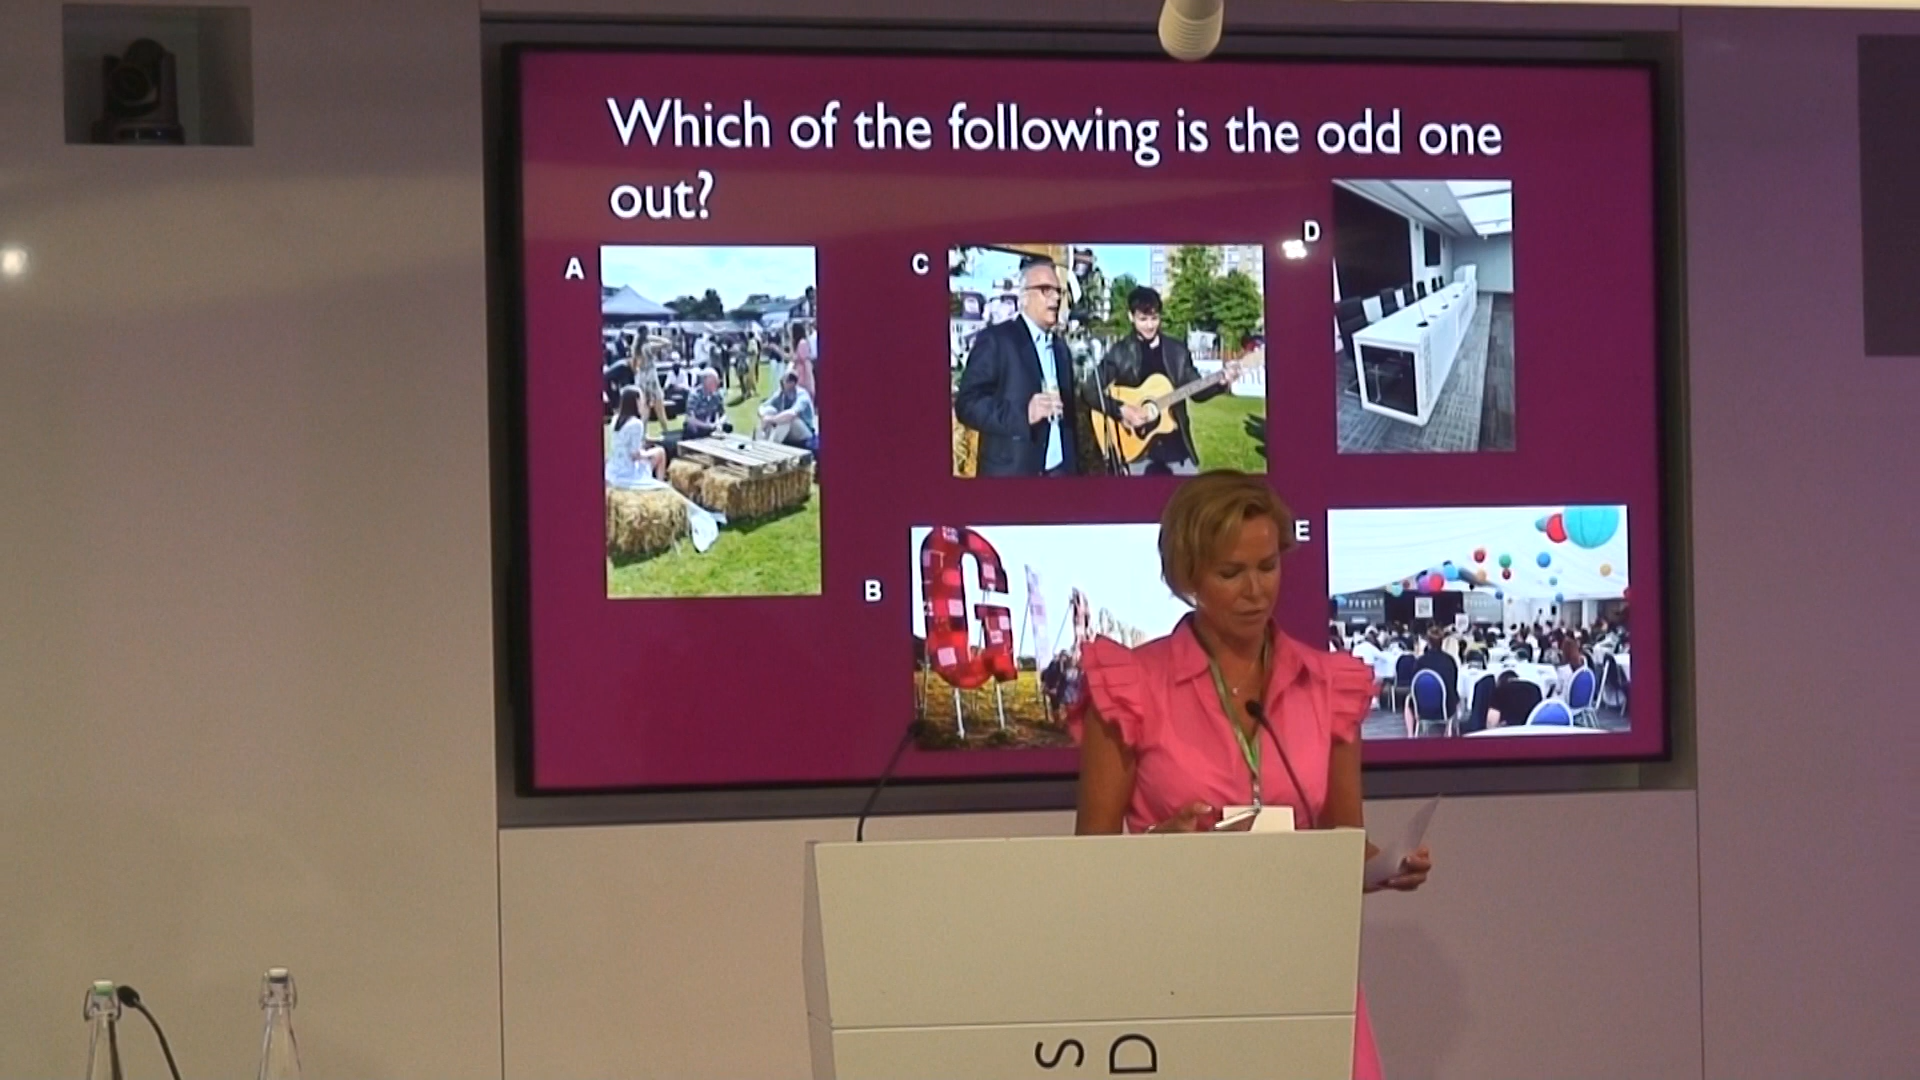 Which of the following is the odd one
out?
A
C
D
B
E
S
D